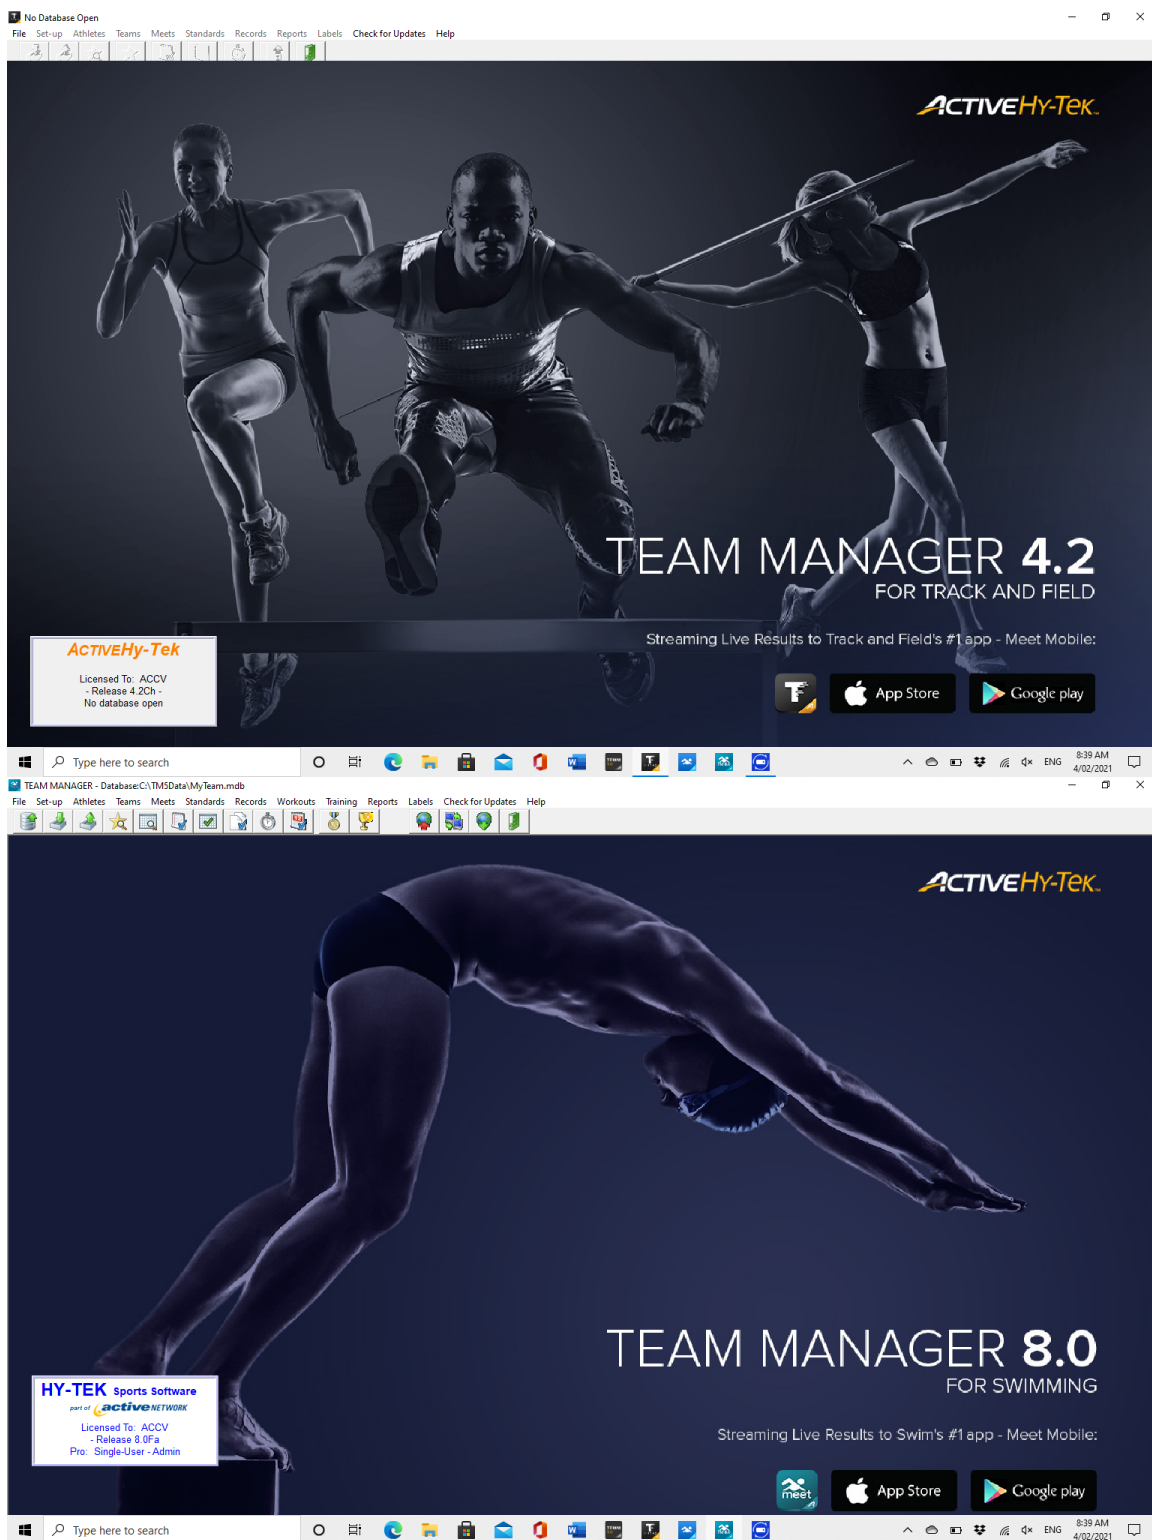 No Database Open
File Set-up Athletes Teams Meets Standards Records Reports Labels Check for Updates Help
ACTIVEHY-TEK
TEAM MANAGER 4.2
FOR TRACK AND FIELD
Streaming Live Results to Track and Field's #1 app - Meet Mobile:
App Store Google play
ACTIVEHy-Tek
Licensed To: ACCV
- Release 4.2Ch -
No database open
Type here to search
ENG
8:39 AM
4/02/2021
TEAM MANAGER - Database:C:\TM5Data\MyTeam.mdb
File Set-up Athletes Teams Meets Standards Records Workouts Training Reports Labels Check for Updates Help
ACTIVEHY-TEK
TEAM MANAGER 8.0
FOR SWIMMING
Streaming Live Results to Swim's #1 app - Meet Mobile:
meet App Store Google play
HY-TEK Sports Software
part of active NETWORK
Licensed To: ACCV
- Release 8.0Fa
Pro: Single-User - Admin
Type here to search
ENG
8:39 AM
4/02/2021